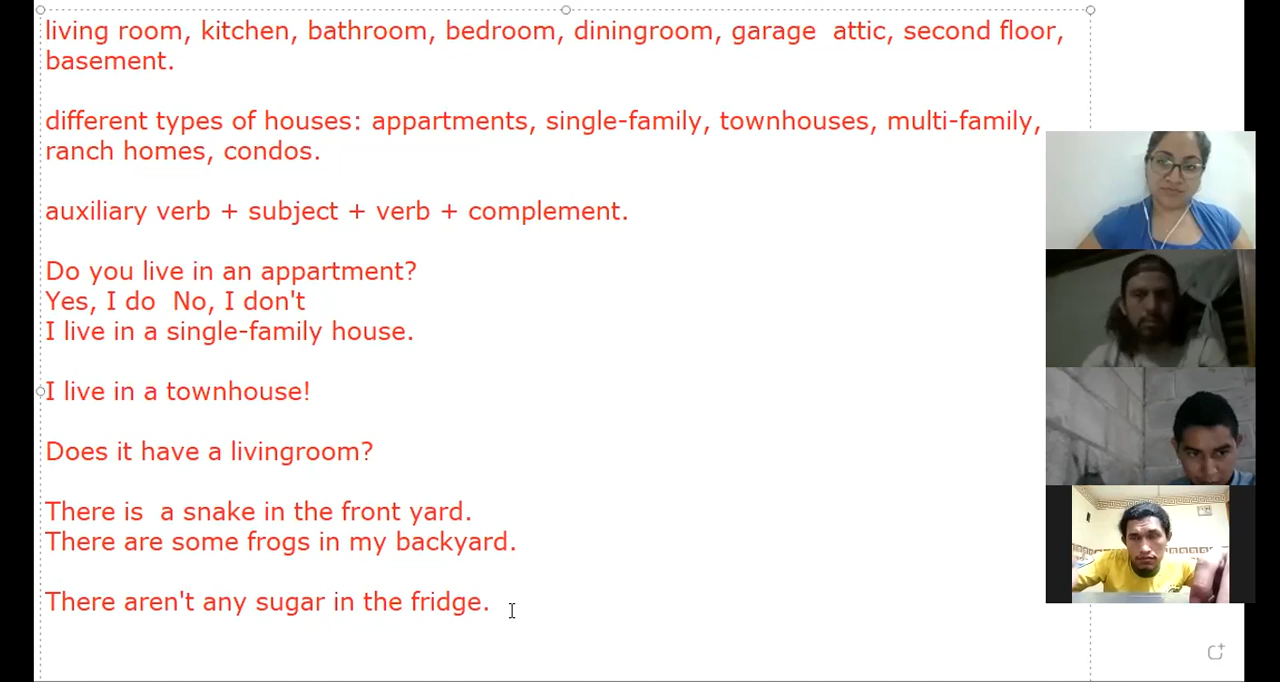 living room, kitchen, bathroom, bedroom, diningroom, garage  attic, second floor,
basement.
different types of houses: appartments, single-family, townhouses, multi-family,
ranch homes, condos.
auxiliary verb + subject + verb + complement.
Do you live in an appartment?
Yes, I do  No, I don't
I live in a single-family house.
I live in a townhouse!
Does it have a livingroom?
There is  a snake in the front yard.
There are some frogs in my backyard.
There aren't any sugar in the fridge.